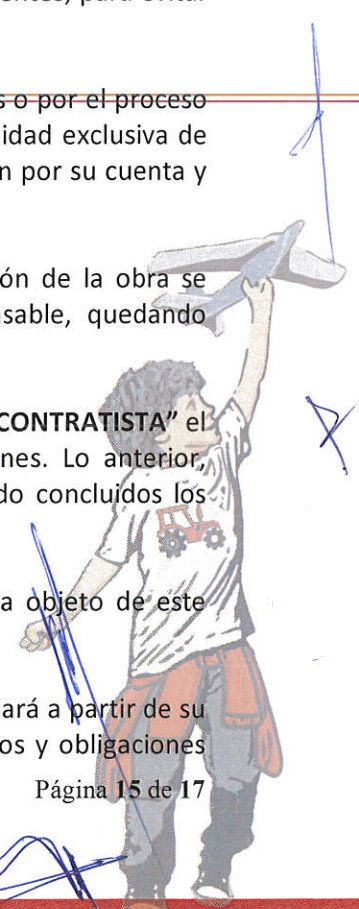 s o por el proceso
idad exclusiva de
n por su cuenta y
ón de la obra se
nsable, quedando
CONTRATISTA” el
nes. Lo anterior,
do concluidos los
a objeto de este
ará a partir de su
os y obligaciones
Página 15 de 17